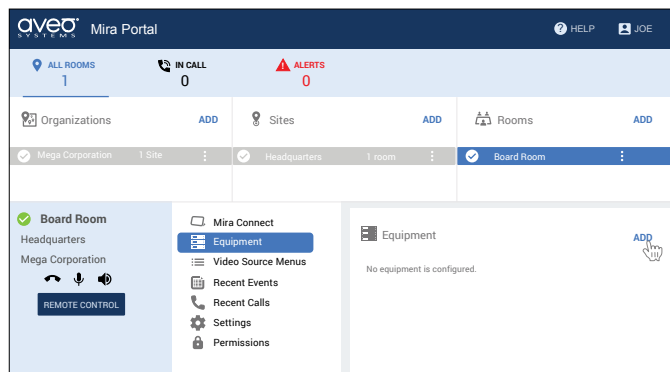 aveo SYSTEMS Mira Portal HELP JOE
ALL ROOMS IN CALL ALERTS
1 0 0
Organizations ADD Sites ADD Rooms ADD
Mega Corporation 1 Site Headquarters 1 room Board Room
Board Room
Headquarters
Mega Corporation
REMOTE CONTROL
Mira Connect
Equipment
Video Source Menus
Recent Events
Recent Calls
Settings
Permissions
Equipment ADD
No equipment is configured.